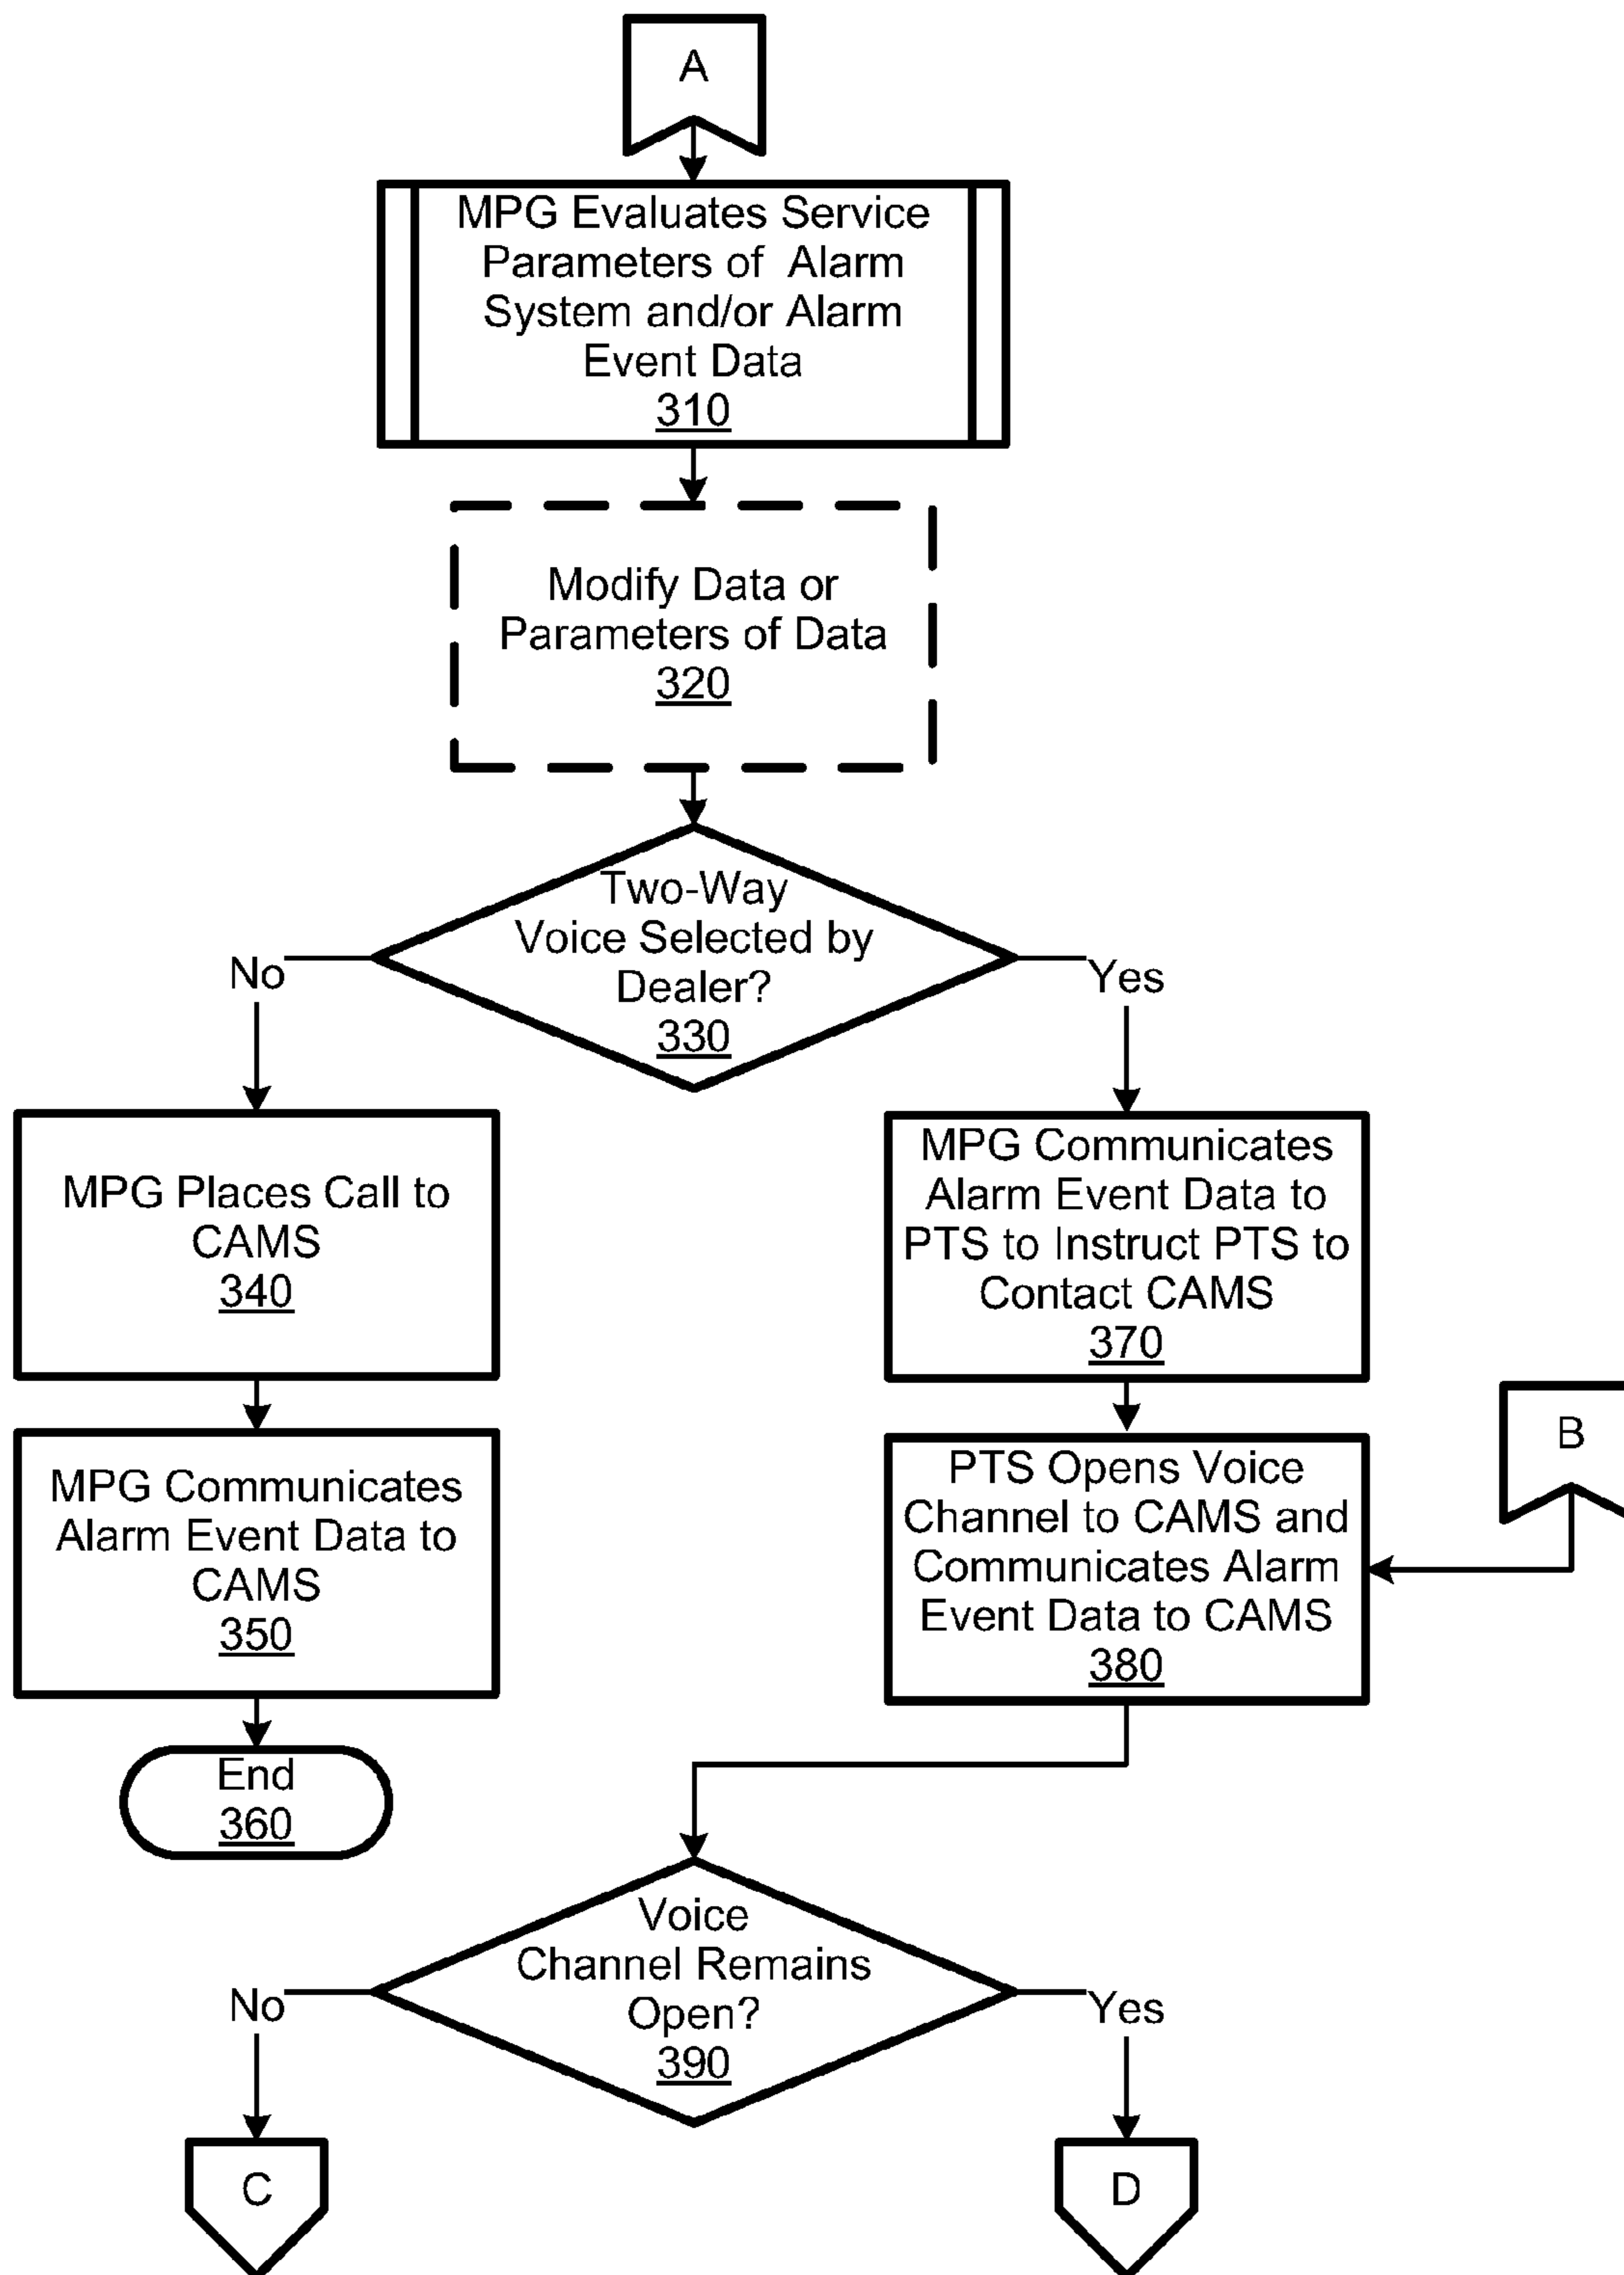 A
MPG Evaluates Service
Parameters of Alarm
System and/or Alarm
Event Data
310
Modify Data or
Parameters of Data
320
Two-Way
Voice Selected by
Dealer?
330
No
Yes
MPG Places Call to
CAMS
340
MPG Communicates
Alarm Event Data to
PTS to Instruct PTS to
Contact CAMS
370
B
MPG Communicates
Alarm Event Data to
CAMS
350
PTS Opens Voice
Channel to CAMS and
Communicates Alarm
Event Data to CAMS
380
End
360
Voice
Channel Remains
Open?
390
No
Yes
C
D